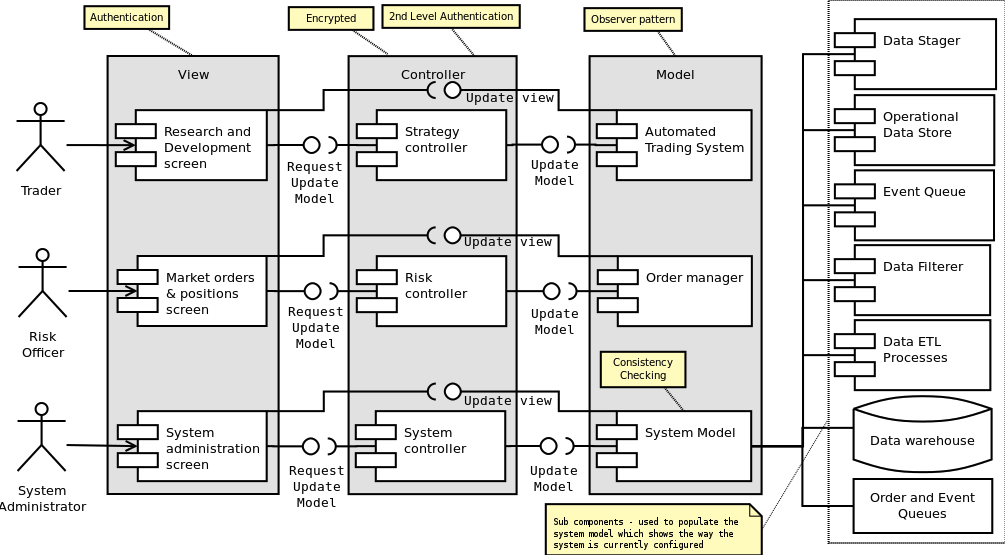 Authentication
Encrypted
2nd Level Authentication
Observer pattern
View
Controller
Model
Update view
Trader
Research and
Development
screen
Request
Update
Model
Strategy
controller
Update
Model
Automated
Trading System
Update view
Risk
Officer
Market orders
& positions
screen
Request
Update
Model
Risk
controller
Update
Model
Order manager
Consistency
Checking
Update view
System
Administrator
System
administration
screen
Request
Update
Model
System
controller
Update
Model
System Model
Sub components - used to populate the
system model which shows the way the
system is currently configured
Data Stager
Operational
Data Store
Event Queue
Data Filterer
Data ETL
Processes
Data warehouse
Order and Event
Queues